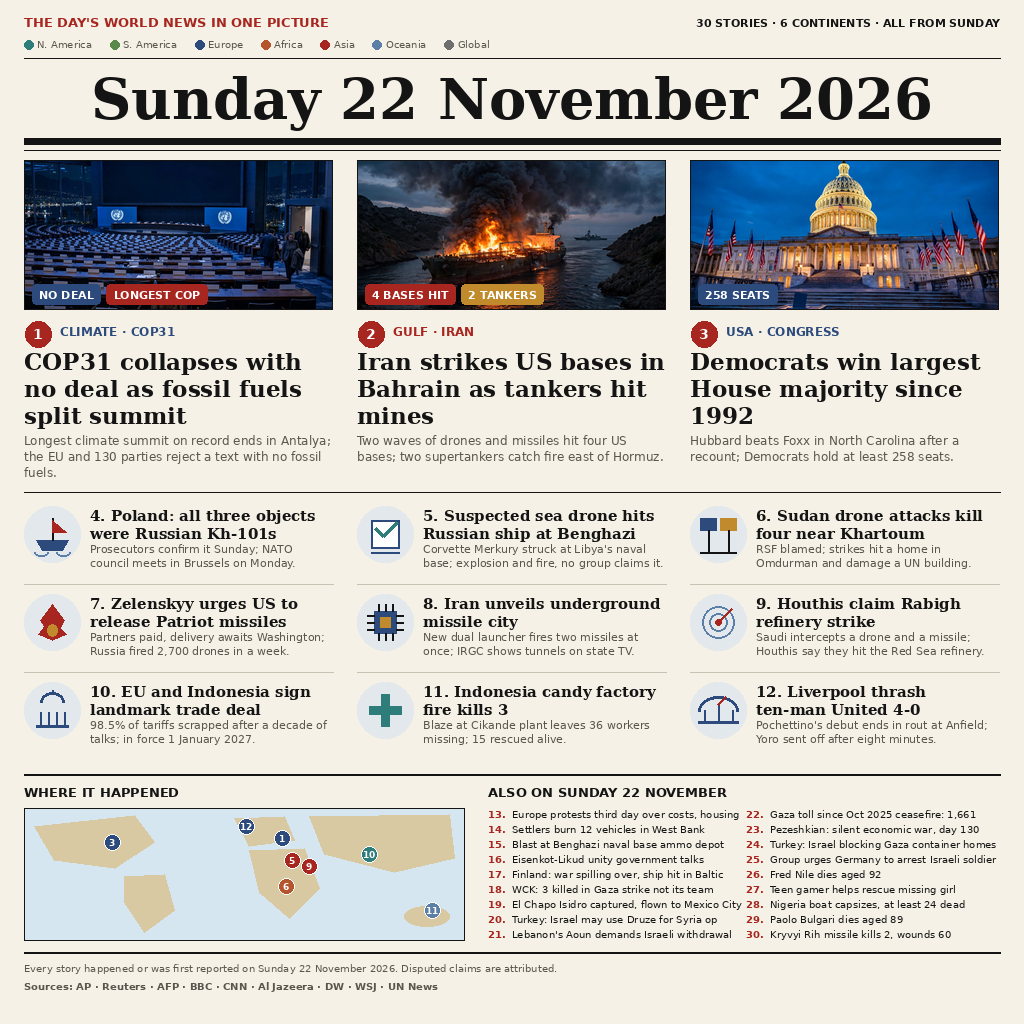 THE DAY'S WORLD NEWS IN ONE PICTURE
30 STORIES · 6 CONTINENTS · ALL FROM SUNDAY
N. America S. America Europe Africa Asia Oceania Global
Sunday 22 November 2026
NO DEAL LONGEST COP
1 CLIMATE · COP31
COP31 collapses with
no deal as fossil fuels
split summit
Longest climate summit on record ends in Antalya;
the EU and 130 parties reject a text with no fossil
fuels.
4 BASES HIT 2 TANKERS
2 GULF · IRAN
Iran strikes US bases in
Bahrain as tankers hit
mines
Two waves of drones and missiles hit four US
bases; two supertankers catch fire east of Hormuz.
258 SEATS
3 USA · CONGRESS
Democrats win largest
House majority since
1992
Hubbard beats Foxx in North Carolina after a
recount; Democrats hold at least 258 seats.
4. Poland: all three objects
were Russian Kh-101s
Prosecutors confirm it Sunday; NATO
council meets in Brussels on Monday.
5. Suspected sea drone hits
Russian ship at Benghazi
Corvette Merkury struck at Libya's naval
base; explosion and fire, no group claims it.
6. Sudan drone attacks kill
four near Khartoum
RSF blamed; strikes hit a home in
Omdurman and damage a UN building.
7. Zelenskyy urges US to
release Patriot missiles
Partners paid, delivery awaits Washington;
Russia fired 2,700 drones in a week.
8. Iran unveils underground
missile city
New dual launcher fires two missiles at
once; IRGC shows tunnels on state TV.
9. Houthis claim Rabigh
refinery strike
Saudi intercepts a drone and a missile;
Houthis say they hit the Red Sea refinery.
10. EU and Indonesia sign
landmark trade deal
98.5% of tariffs scrapped after a decade of
talks; in force 1 January 2027.
11. Indonesia candy factory
fire kills 3
Blaze at Cikande plant leaves 36 workers
missing; 15 rescued alive.
12. Liverpool thrash
ten-man United 4-0
Pochettino's debut ends in rout at Anfield;
Yoro sent off after eight minutes.
WHERE IT HAPPENED
3
12
1
5
9
10
6
11
ALSO ON SUNDAY 22 NOVEMBER
13. Europe protests third day over costs, housing
14. Settlers burn 12 vehicles in West Bank
15. Blast at Benghazi naval base ammo depot
16. Eisenkot-Likud unity government talks
17. Finland: war spilling over, ship hit in Baltic
18. WCK: 3 killed in Gaza strike not its team
19. El Chapo Isidro captured, flown to Mexico City
20. Turkey: Israel may use Druze for Syria op
21. Lebanon's Aoun demands Israeli withdrawal
22. Gaza toll since Oct 2025 ceasefire: 1,661
23. Pezeshkian: silent economic war, day 130
24. Turkey: Israel blocking Gaza container homes
25. Group urges Germany to arrest Israeli soldier
26. Fred Nile dies aged 92
27. Teen gamer helps rescue missing girl
28. Nigeria boat capsizes, at least 24 dead
29. Paolo Bulgari dies aged 89
30. Kryvyi Rih missile kills 2, wounds 60
Every story happened or was first reported on Sunday 22 November 2026. Disputed claims are attributed.
Sources: AP · Reuters · AFP · BBC · CNN · Al Jazeera · DW · WSJ · UN News